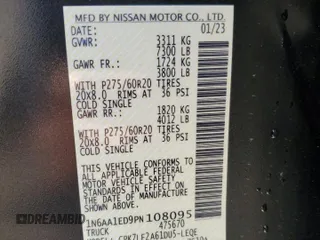 MFD BY NISSAN MOTOR CO., LTD.
DATE: 01/23
GVWR: 3311 KG
7300 LB
GAWR FR.: 1724 KG
3800 LB
WITH P275/60R20 TIRES
20X8.0 RIMS AT 36 PSI
COLD SINGLE
GAWR RR.: 1820 KG
4012 LB
WITH P275/60R20 TIRES
20X8.0 RIMS AT 36 PSI
COLD SINGLE
THIS VEHICLE CONFORMS TO
ALL APPLICABLE FEDERAL
MOTOR VEHICLE SAFETY
STANDARDS IN EFFECT ON
THE DATE OF MANUFACTURE
SHOWN ABOVE.
1N6AA1ED9PN108095
TRUCK 475670
DREAMBID